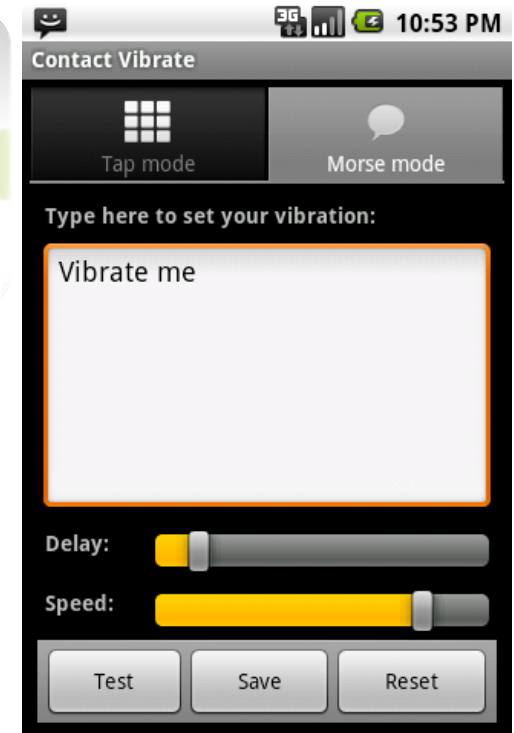 3G 10:53 PM
Contact Vibrate
Tap mode Morse mode
Type here to set your vibration:
Vibrate me
Delay:
Speed:
Test Save Reset